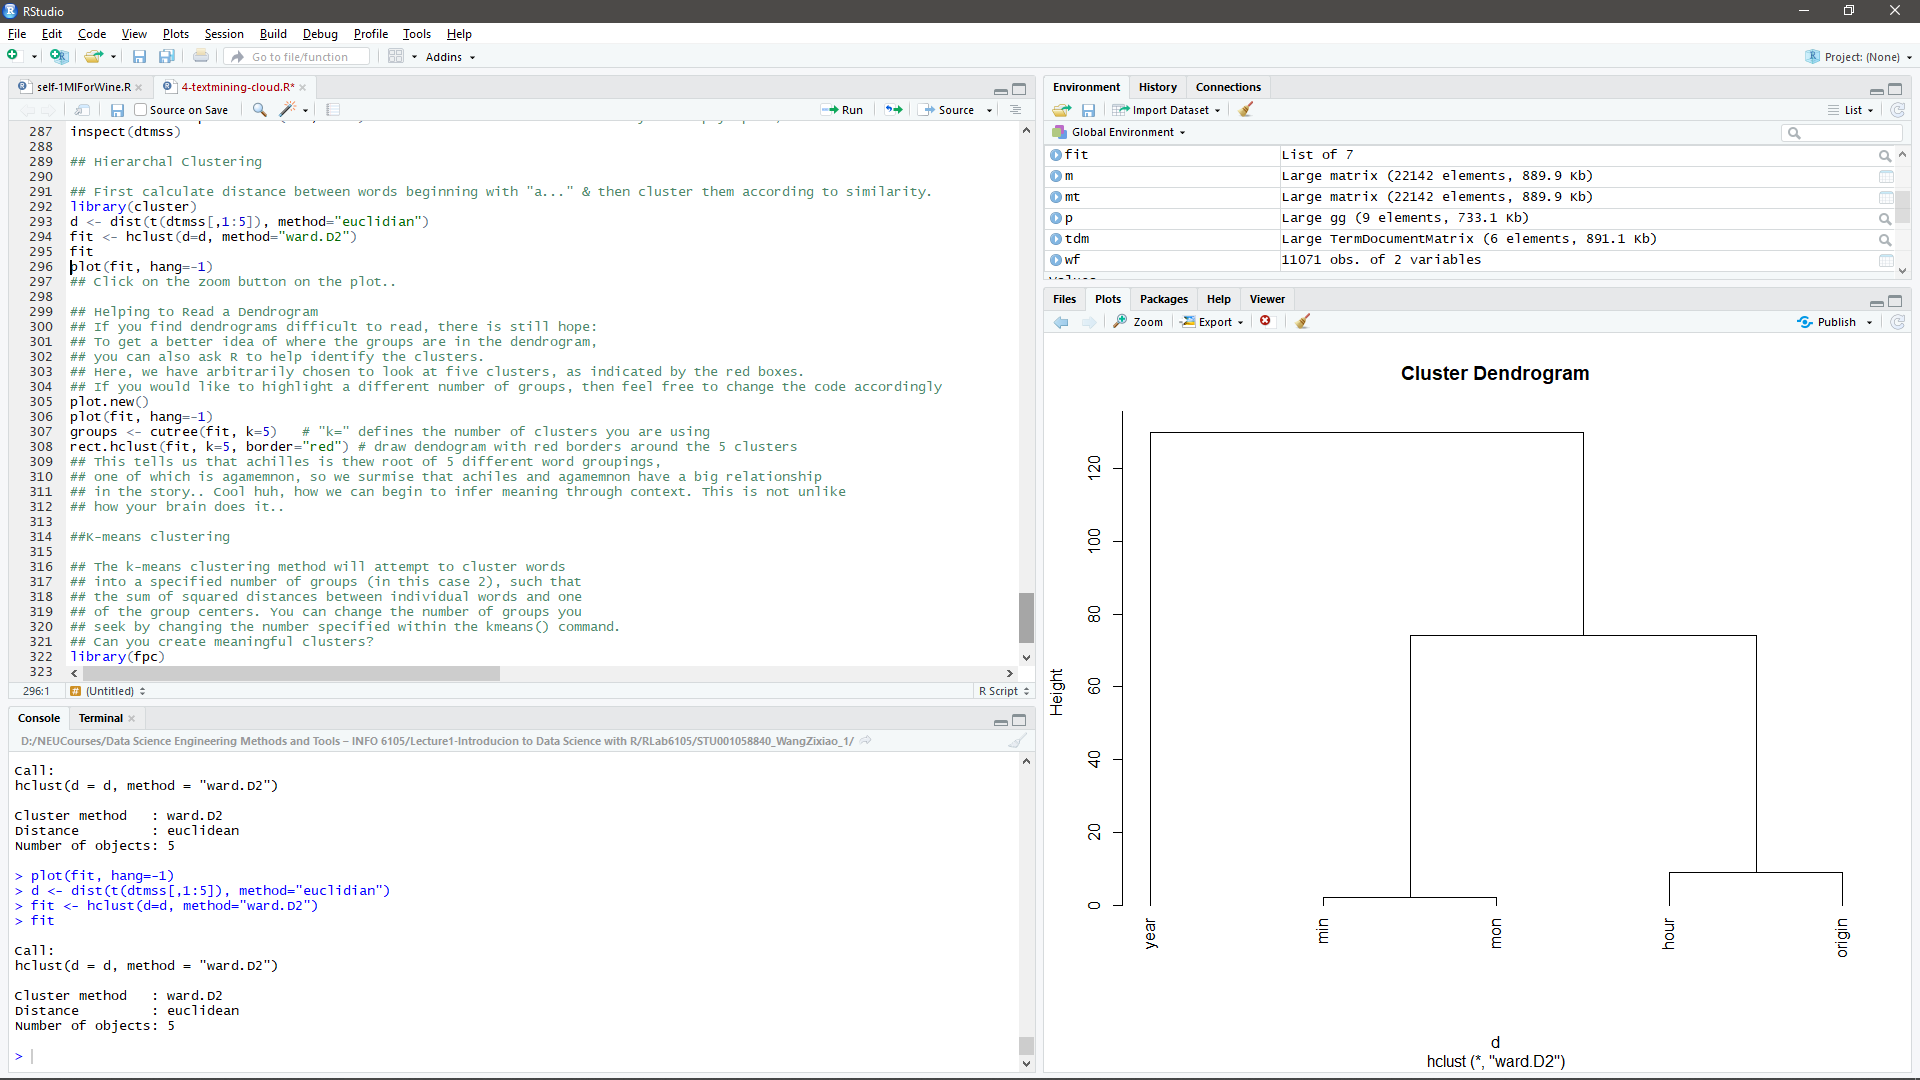 RStudio
File Edit Code View Plots Session Build Debug Profile Tools Help
Go to file/function Addins Project: (None)
self-1MIForWine.R 4-textmining-cloud.R*
Source on Save Run Source
287 inspect(dtmss)
288
289 ## Hierarchal Clustering
290
291 ## First calculate distance between words beginning with "a..." & then cluster them according to similarity.
292 library(cluster)
293 d <- dist(t(dtmss[,1:5]), method="euclidian")
294 fit <- hclust(d=d, method="ward.D2")
295 fit
296 plot(fit, hang=-1)
297 ## Click on the zoom button on the plot..
298
299 ## Helping to Read a Dendrogram
300 ## If you find dendrograms difficult to read, there is still hope:
301 ## To get a better idea of where the groups are in the dendrogram,
302 ## you can also ask R to help identify the clusters.
303 ## Here, we have arbitrarily chosen to look at five clusters, as indicated by the red boxes.
304 ## If you would like to highlight a different number of groups, then feel free to change the code accordingly
305 plot.new()
306 plot(fit, hang=-1)
307 groups <- cutree(fit, k=5)   # "k=" defines the number of clusters you are using
308 rect.hclust(fit, k=5, border="red") # draw dendogram with red borders around the 5 clusters
309 ## This tells us that achilles is thew root of 5 different word groupings,
310 ## one of which is agamemnon, so we surmise that achiles and agamemnon have a big relationship
311 ## in the story.. Cool huh, how we can begin to infer meaning through context. This is not unlike
312 ## how your brain does it..
313
314 ##K-means clustering
315
316 ## The k-means clustering method will attempt to cluster words
317 ## into a specified number of groups (in this case 2), such that
318 ## the sum of squared distances between individual words and one
319 ## of the group centers. You can change the number of groups you
320 ## seek by changing the number specified within the kmeans() command.
321 ## Can you create meaningful clusters?
322 library(fpc)
323
296:1 # (Untitled) R Script
Console Terminal
D:/NEUCourses/Data Science Engineering Methods and Tools – INFO 6105/Lecture1-Introducion to Data Science with R/RLab6105/STU001058840_WangZixiao_1/
Call:
hclust(d = d, method = "ward.D2")
Cluster method   : ward.D2
Distance         : euclidean
Number of objects: 5
> plot(fit, hang=-1)
> d <- dist(t(dtmss[,1:5]), method="euclidian")
> fit <- hclust(d=d, method="ward.D2")
> fit
Call:
hclust(d = d, method = "ward.D2")
Cluster method   : ward.D2
Distance         : euclidean
Number of objects: 5
>
Environment History Connections
Import Dataset List
Global Environment
fit List of 7
m Large matrix (22142 elements, 889.9 Kb)
mt Large matrix (22142 elements, 889.9 Kb)
p Large gg (9 elements, 733.1 Kb)
tdm Large TermDocumentMatrix (6 elements, 891.1 Kb)
wf 11071 obs. of 2 variables
Files Plots Packages Help Viewer
Zoom Export Publish
Cluster Dendrogram
Height
120
100
80
60
40
20
0
year min mon hour origin
d
hclust (*, "ward.D2")